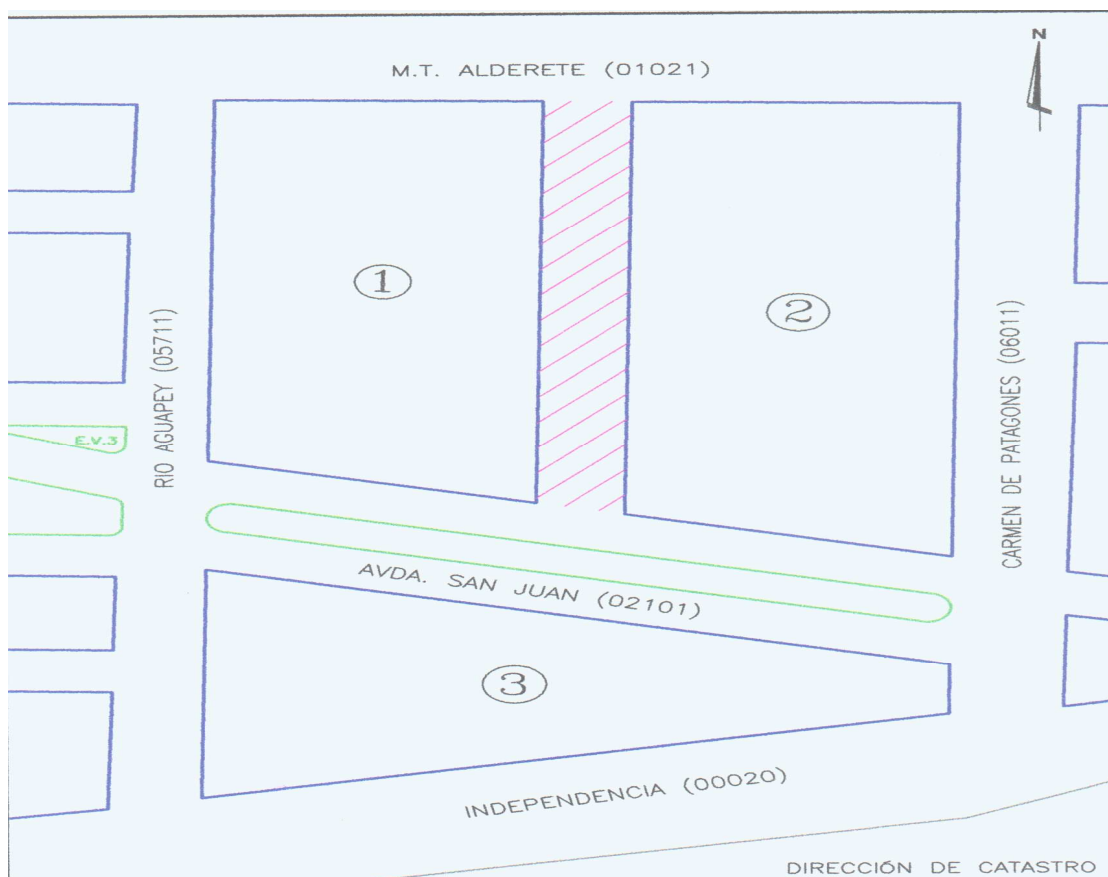 N
M.T. ALDERETE (01021)
1
2
RIO AGUAPEY (05711)
CARMEN DE PATAGONES (06011)
E.V.3
AVDA. SAN JUAN (02101)
3
INDEPENDENCIA (00020)
DIRECCIÓN DE CATASTRO